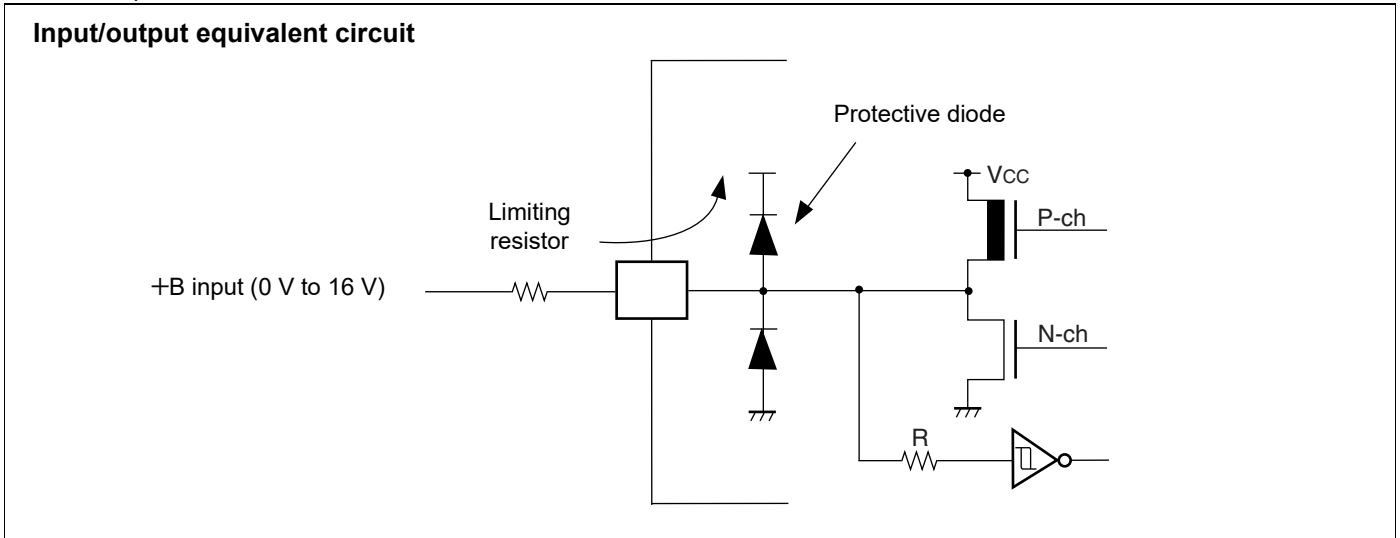 Input/output equivalent circuit
Protective diode
VCC
Limiting
resistor
P-ch
+B input (0 V to 16 V)
N-ch
R